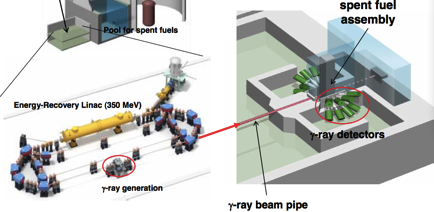 Pool for spent fuels
Energy-Recovery Linac (350 MeV)
γ-ray generation
spent fuel
assembly
γ-ray detectors
γ-ray beam pipe